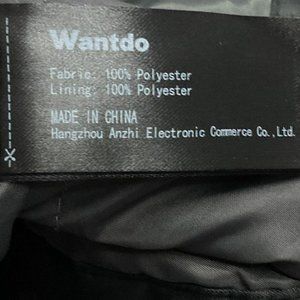 Wantdo
Fabric: 100% Polyester
Lining: 100% Polyester
MADE IN CHINA
Hangzhou Anzhi Electronic Commerce Co., Ltd.